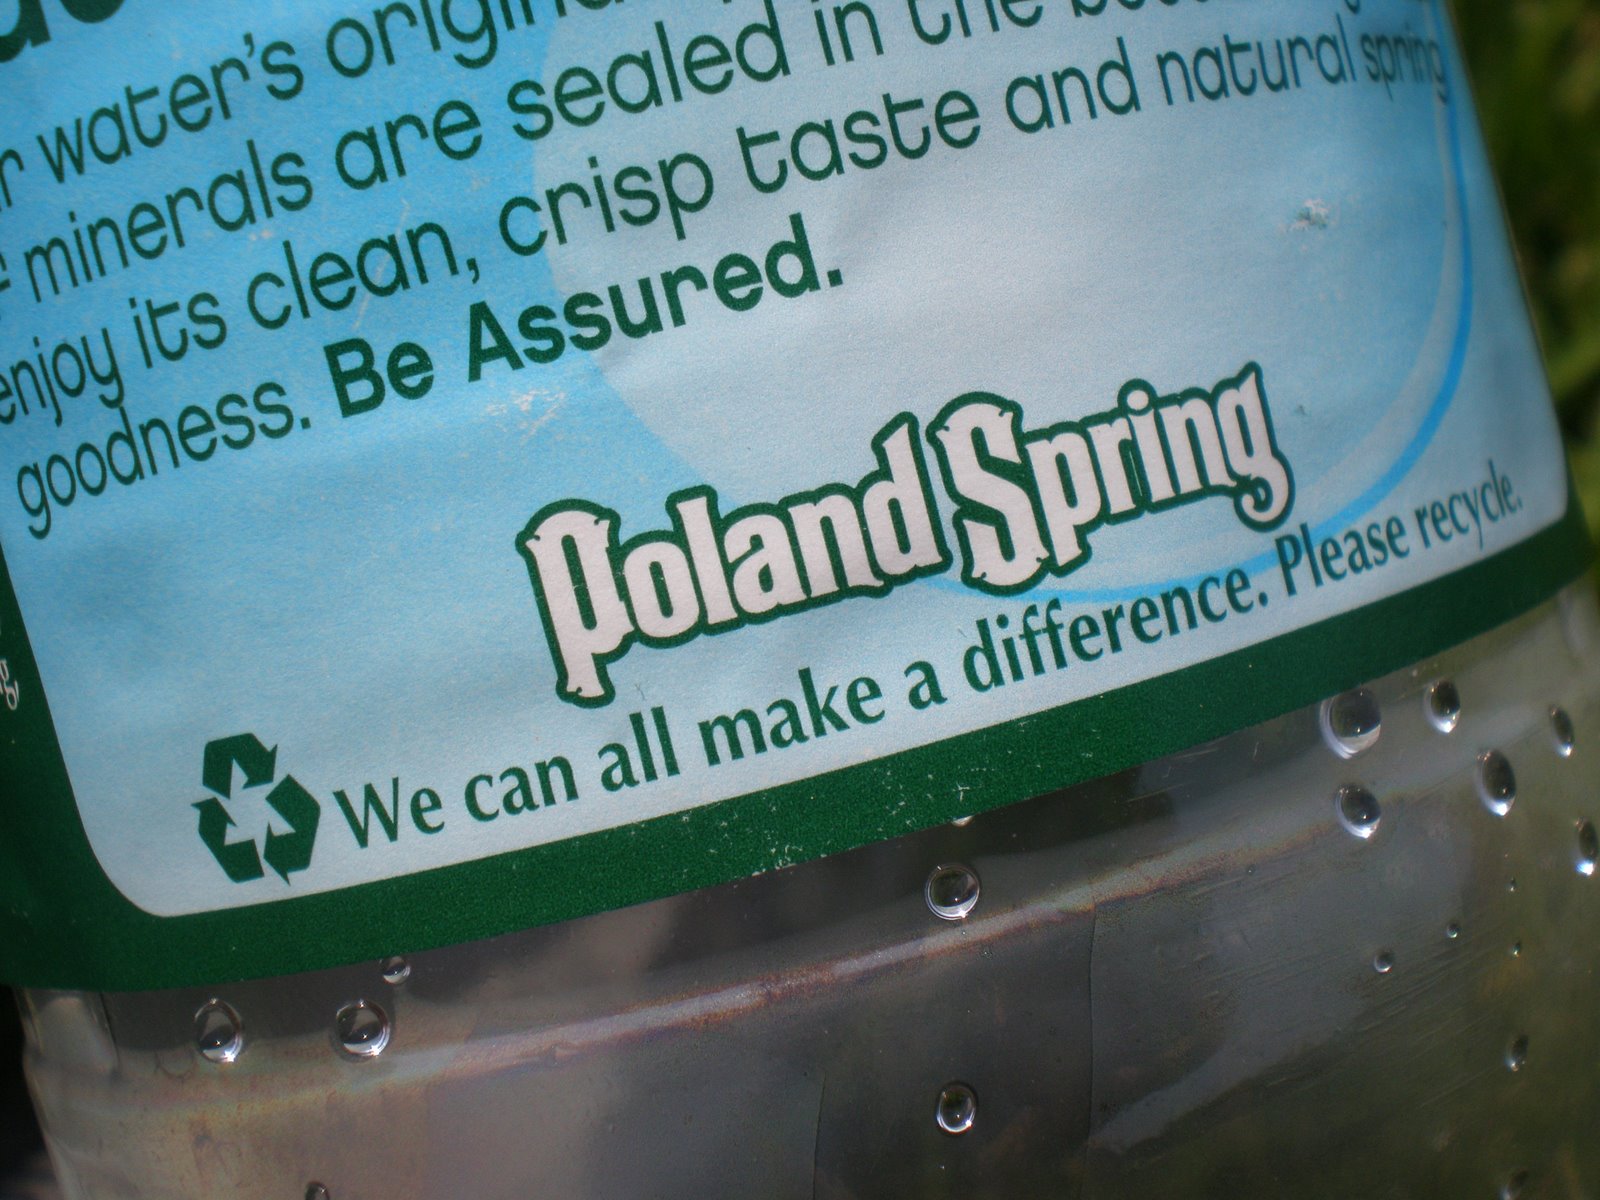 water's original
minerals are sealed in the
enjoy its clean, crisp taste and natural spring
goodness. Be Assured.
Poland Spring
We can all make a difference. Please recycle.